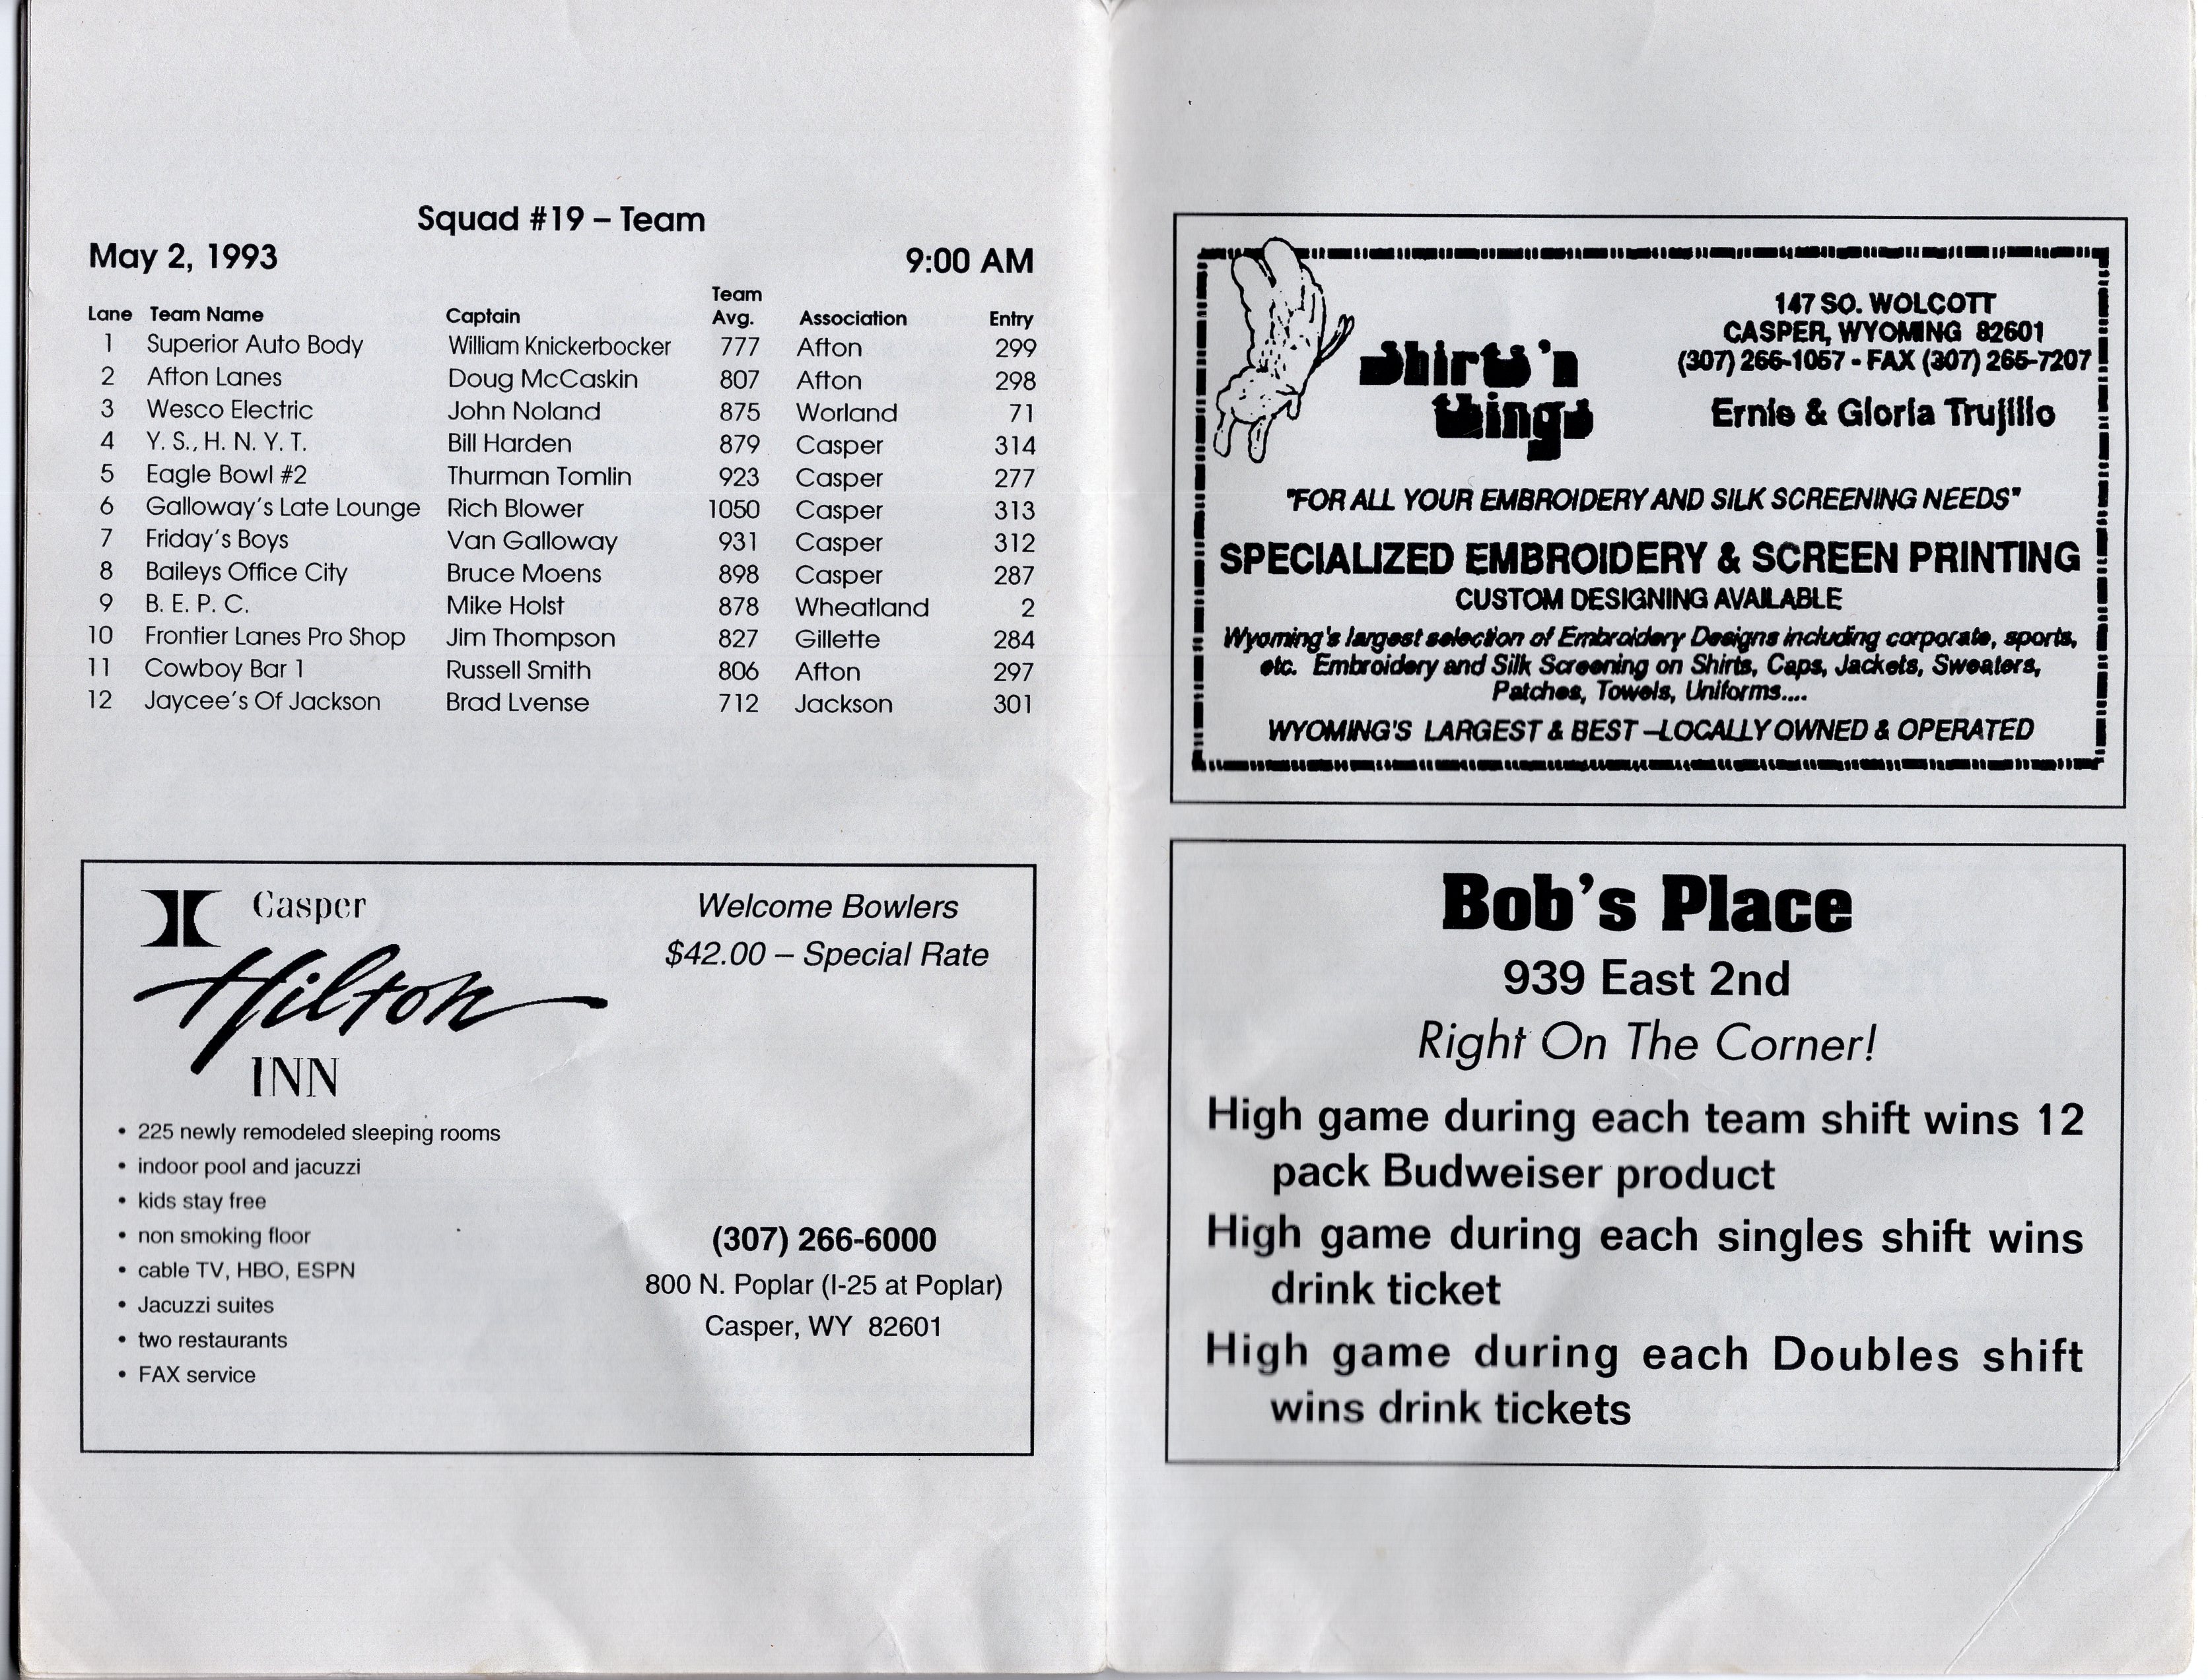 Squad #19 – Team
May 2, 1993 9:00 AM
Lane Team Name Captain Team Avg. Association Entry
1 Superior Auto Body William Knickerbocker 777 Afton 299
2 Afton Lanes Doug McCaskin 807 Afton 298
3 Wesco Electric John Noland 875 Worland 71
4 Y. S., H. N. Y. T. Bill Harden 879 Casper 314
5 Eagle Bowl #2 Thurman Tomlin 923 Casper 277
6 Galloway's Late Lounge Rich Blower 1050 Casper 313
7 Friday's Boys Van Galloway 931 Casper 312
8 Baileys Office City Bruce Moens 898 Casper 287
9 B. E. P. C. Mike Holst 878 Wheatland 2
10 Frontier Lanes Pro Shop Jim Thompson 827 Gillette 284
11 Cowboy Bar 1 Russell Smith 806 Afton 297
12 Jaycee's Of Jackson Brad Lvense 712 Jackson 301
Casper
Hilton
INN
Welcome Bowlers
$42.00 – Special Rate
• 225 newly remodeled sleeping rooms
• indoor pool and jacuzzi
• kids stay free
• non smoking floor
• cable TV, HBO, ESPN
• Jacuzzi suites
• two restaurants
• FAX service
(307) 266-6000
800 N. Poplar (I-25 at Poplar)
Casper, WY 82601
Shirts'n
things
147 SO. WOLCOTT
CASPER, WYOMING 82601
(307) 266-1057 - FAX (307) 265-7207
Ernie & Gloria Trujillo
"FOR ALL YOUR EMBROIDERY AND SILK SCREENING NEEDS"
SPECIALIZED EMBROIDERY & SCREEN PRINTING
CUSTOM DESIGNING AVAILABLE
Wyoming's largest selection of Embroidery Designs including corporate, sports,
etc. Embroidery and Silk Screening on Shirts, Caps, Jackets, Sweaters,
Patches, Towels, Uniforms....
WYOMING'S LARGEST & BEST –LOCALLY OWNED & OPERATED
Bob's Place
939 East 2nd
Right On The Corner!
High game during each team shift wins 12
pack Budweiser product
High game during each singles shift wins
drink ticket
High game during each Doubles shift
wins drink tickets